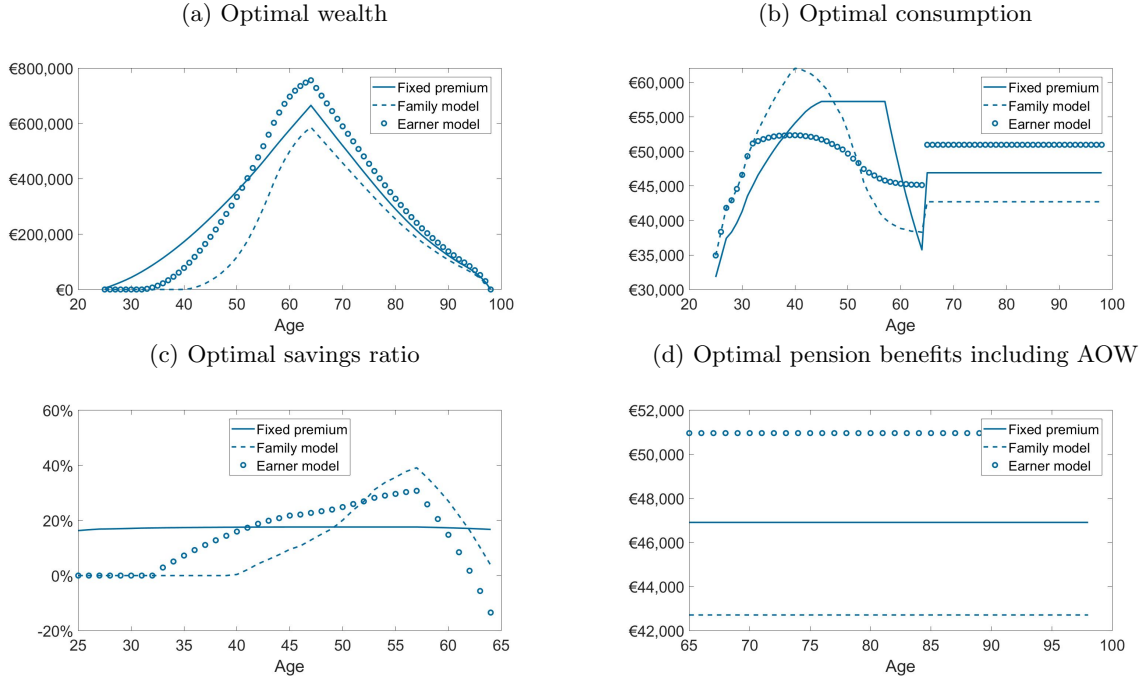 (a) Optimal wealth
€800,000
€600,000
€400,000
€200,000
€0
20
30
40
50
60
70
80
90
100
Age
Fixed premium
Family model
Earner model
(b) Optimal consumption
€60,000
€55,000
€50,000
€45,000
€40,000
€35,000
€30,000
20
30
40
50
60
70
80
90
100
Age
Fixed premium
Family model
Earner model
(c) Optimal savings ratio
60%
40%
20%
0%
-20%
25
30
35
40
45
50
55
60
65
Age
Fixed premium
Family model
Earner model
(d) Optimal pension benefits including AOW
€52,000
€50,000
€48,000
€46,000
€44,000
€42,000
65
70
75
80
85
90
95
100
Age
Fixed premium
Family model
Earner model